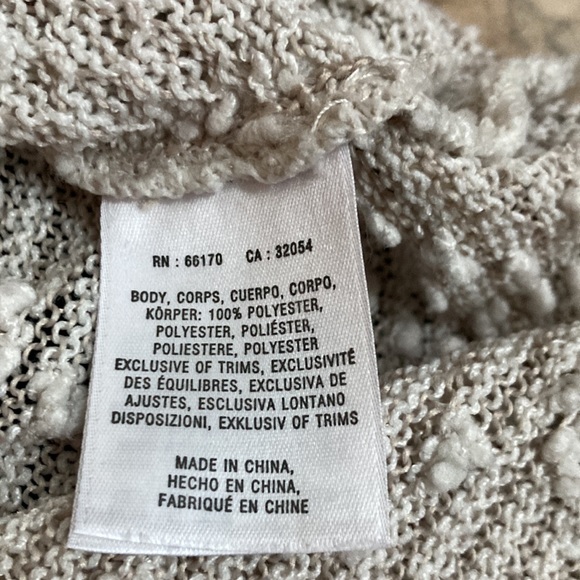 RN : 66170 CA : 32054
BODY, CORPS, CUERPO, CORPO,
KÖRPER: 100% POLYESTER,
POLYESTER, POLIÉSTER,
POLIESTERE, POLYESTER
EXCLUSIVE OF TRIMS, EXCLUSIVITÉ
DES ÉQUILIBRES, EXCLUSIVA DE
AJUSTES, ESCLUSIVA LONTANO
DISPOSIZIONI, EXKLUSIV OF TRIMS
MADE IN CHINA,
HECHO EN CHINA,
FABRIQUÉ EN CHINE